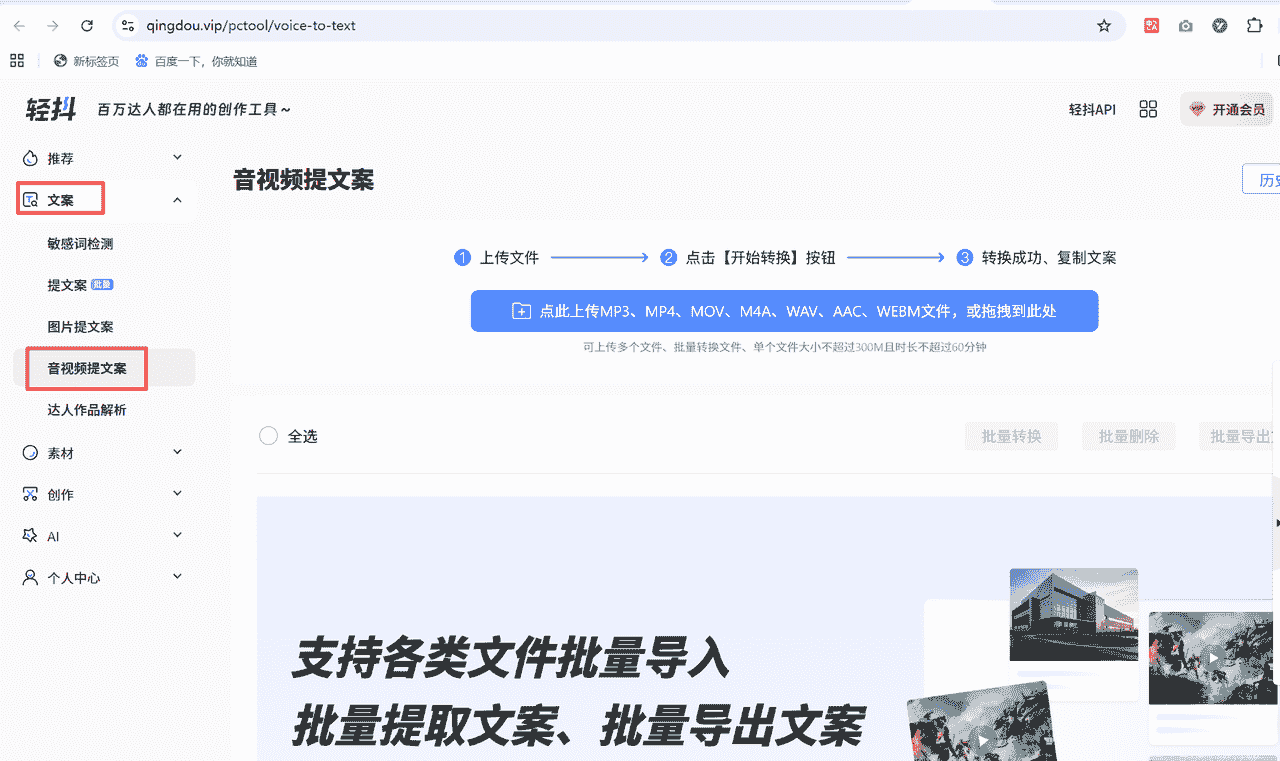 qingdou.vip/pctool/voice-to-text
新标签页
百度一下，你就知道
轻抖
百万达人都在用的创作工具~
轻抖API
开通会员
推荐
文案
敏感词检测
提文案 批量
图片提文案
音视频提文案
达人作品解析
素材
创作
AI
个人中心
音视频提文案
历史
1 上传文件
2 点击【开始转换】按钮
3 转换成功、复制文案
点此上传MP3、MP4、MOV、M4A、WAV、AAC、WEBM文件，或拖拽到此处
可上传多个文件、批量转换文件、单个文件大小不超过300M且时长不超过60分钟
全选
批量转换
批量删除
批量导出
支持各类文件批量导入
批量提取文案、批量导出文案